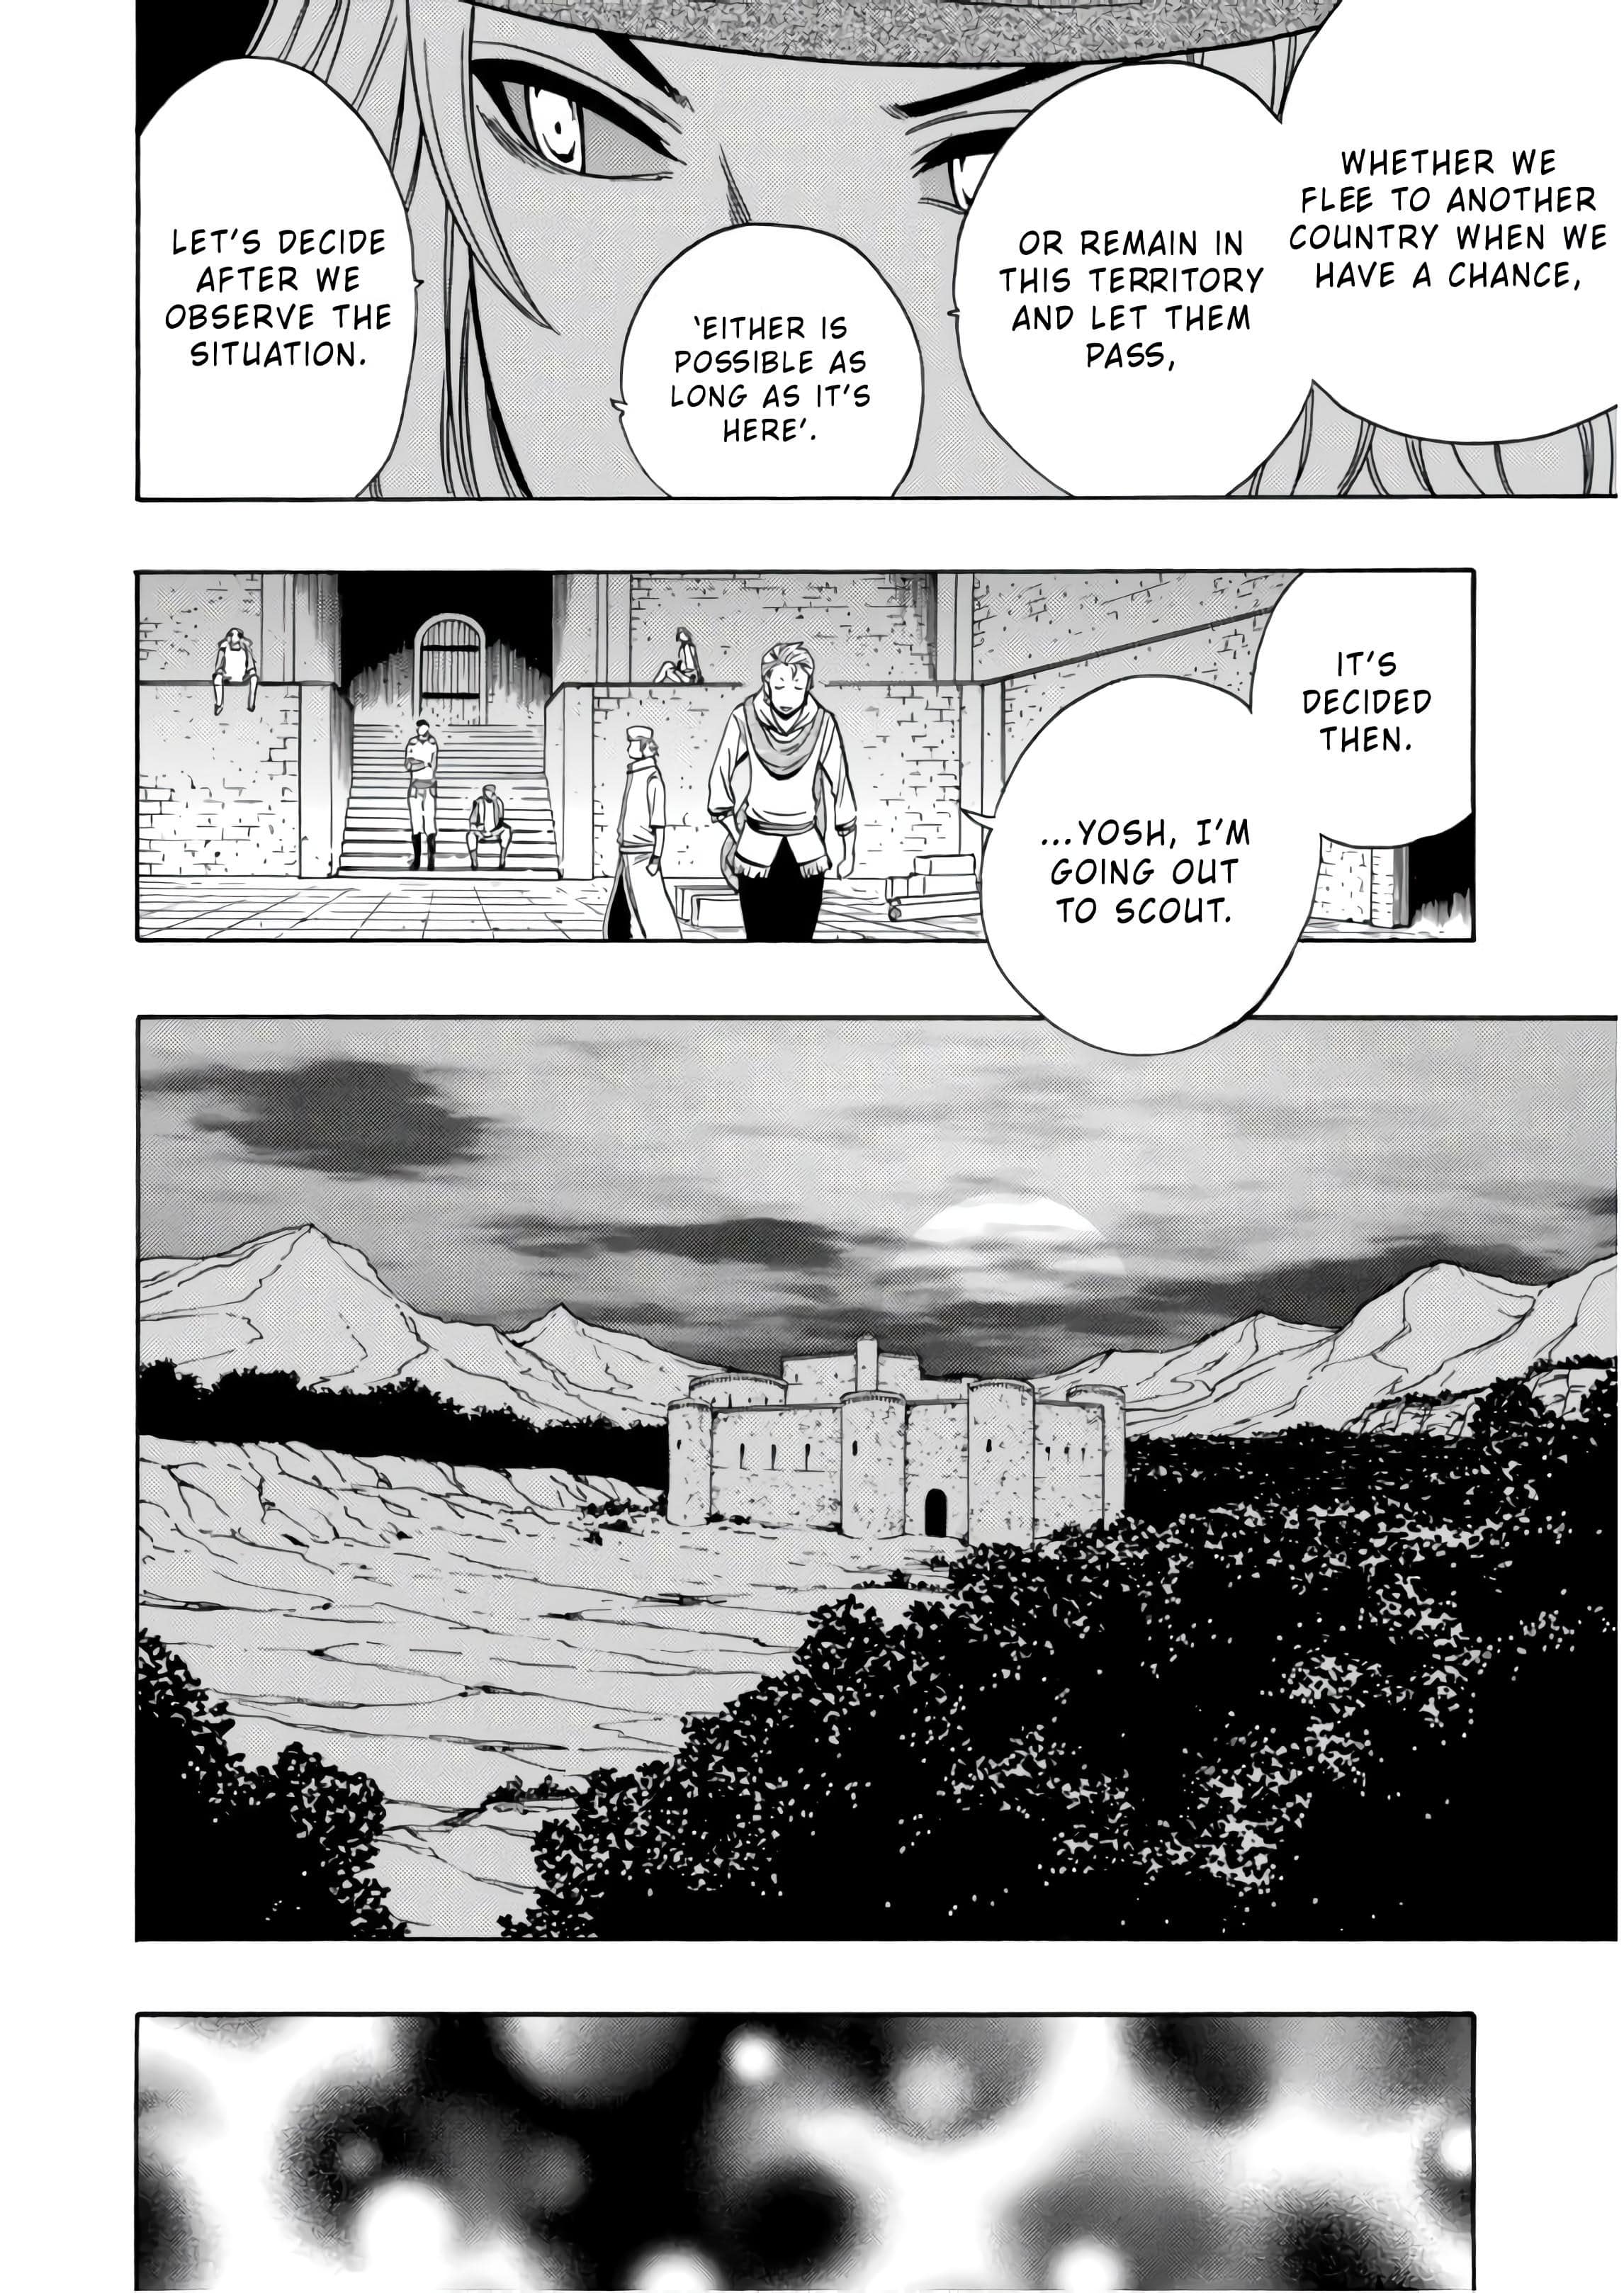 WHETHER WE
FLEE TO ANOTHER
COUNTRY WHEN WE
HAVE A CHANCE,
OR REMAIN IN
THIS TERRITORY
AND LET THEM
PASS,
'EITHER IS
POSSIBLE AS
LONG AS IT'S
HERE'.
LET'S DECIDE
AFTER WE
OBSERVE THE
SITUATION.
IT'S
DECIDED
THEN.
...YOSH, I'M
GOING OUT
TO SCOUT.